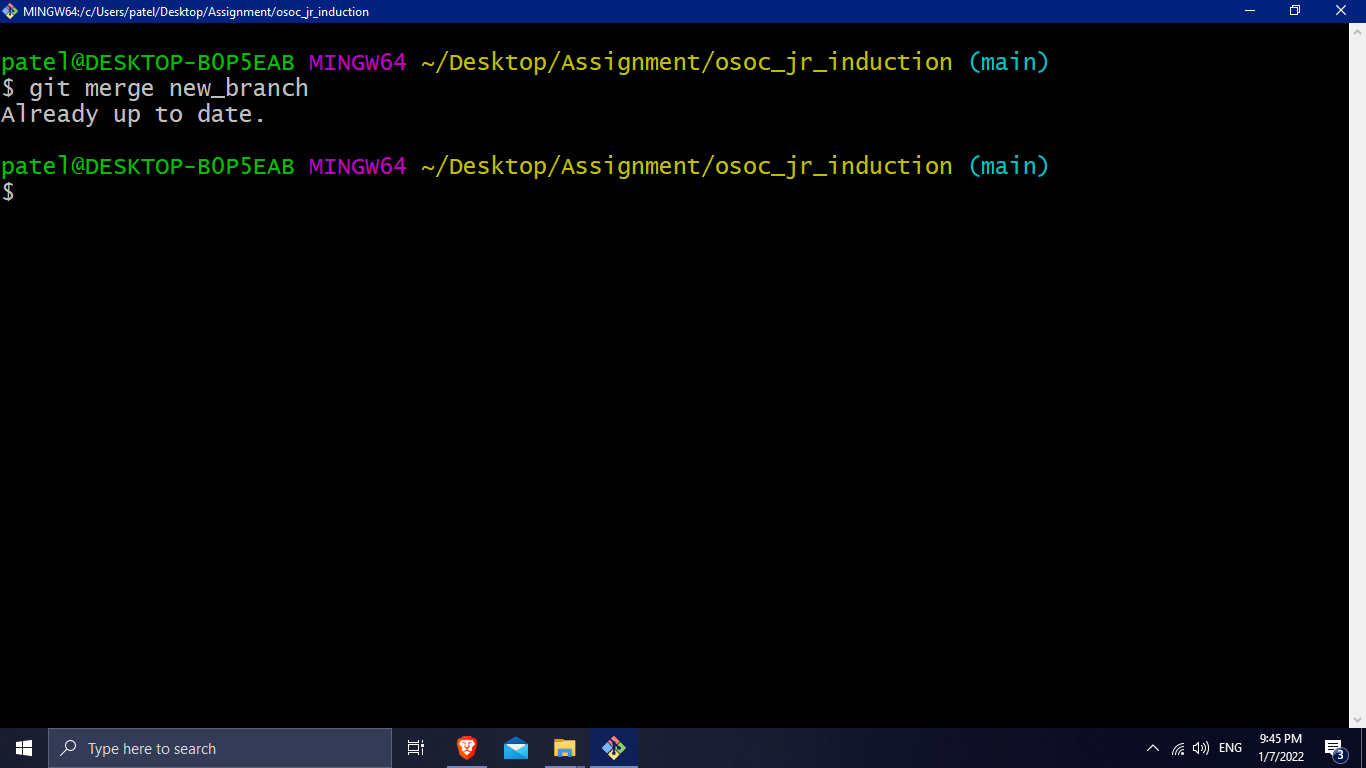 MINGW64:/c/Users/patel/Desktop/Assignment/osoc_jr_induction
patel@DESKTOP-B0P5EAB MINGW64 ~/Desktop/Assignment/osoc_jr_induction (main)
$ git merge new_branch
Already up to date.
patel@DESKTOP-B0P5EAB MINGW64 ~/Desktop/Assignment/osoc_jr_induction (main)
$
Type here to search
ENG
9:45 PM
1/7/2022
3